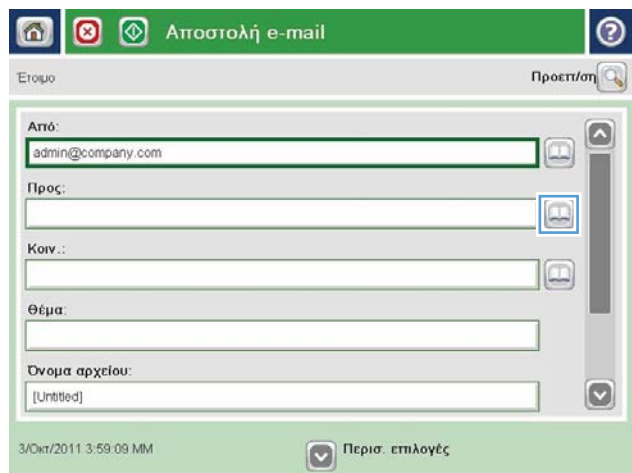 Αποστολή e-mail
Έτοιμο
Προεπ/ση
Από:
admin@company.com
Προς:
Κοιν.:
Θέμα:
Όνομα αρχείου:
[Untitled]
3/Οκτ/2011 3:59:09 ΜΜ
Περισ. επιλογές